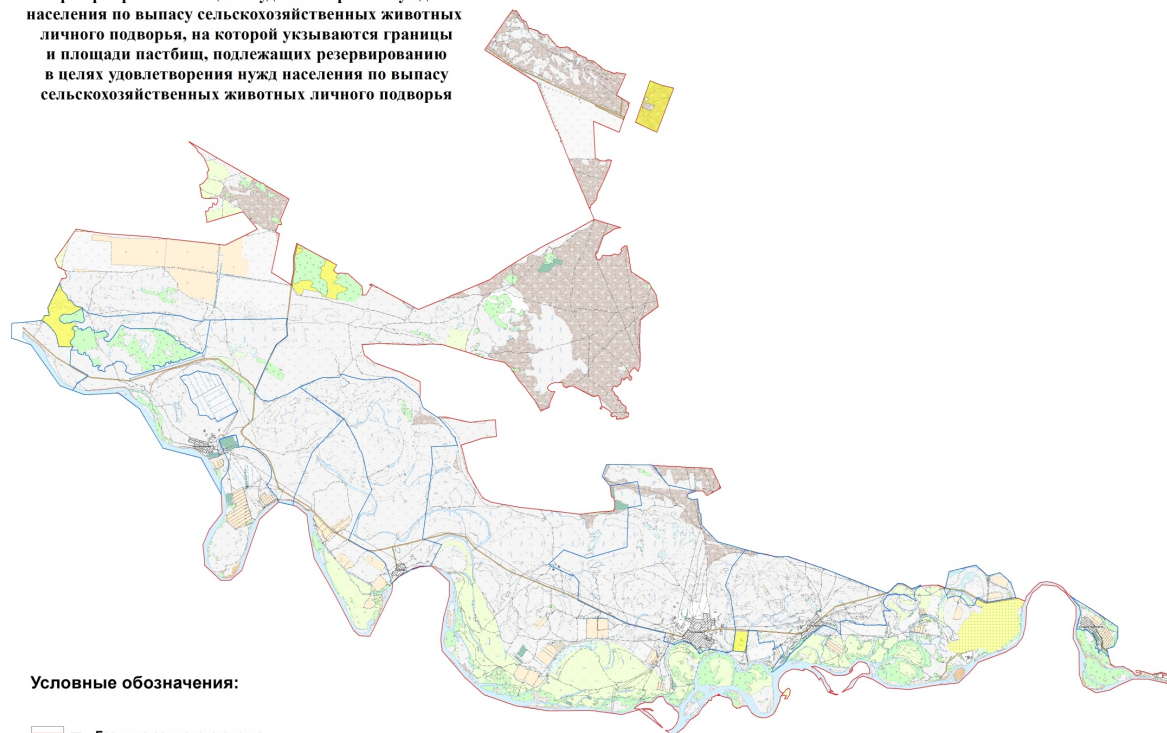 населения по выпасу сельскохозяйственных животных
личного подворья, на которой укзываются границы
и площади пастбищ, подлежащих резервированию
в целях удовлетворения нужд населения по выпасу
сельскохозяйственных животных личного подворья
Условные обозначения: